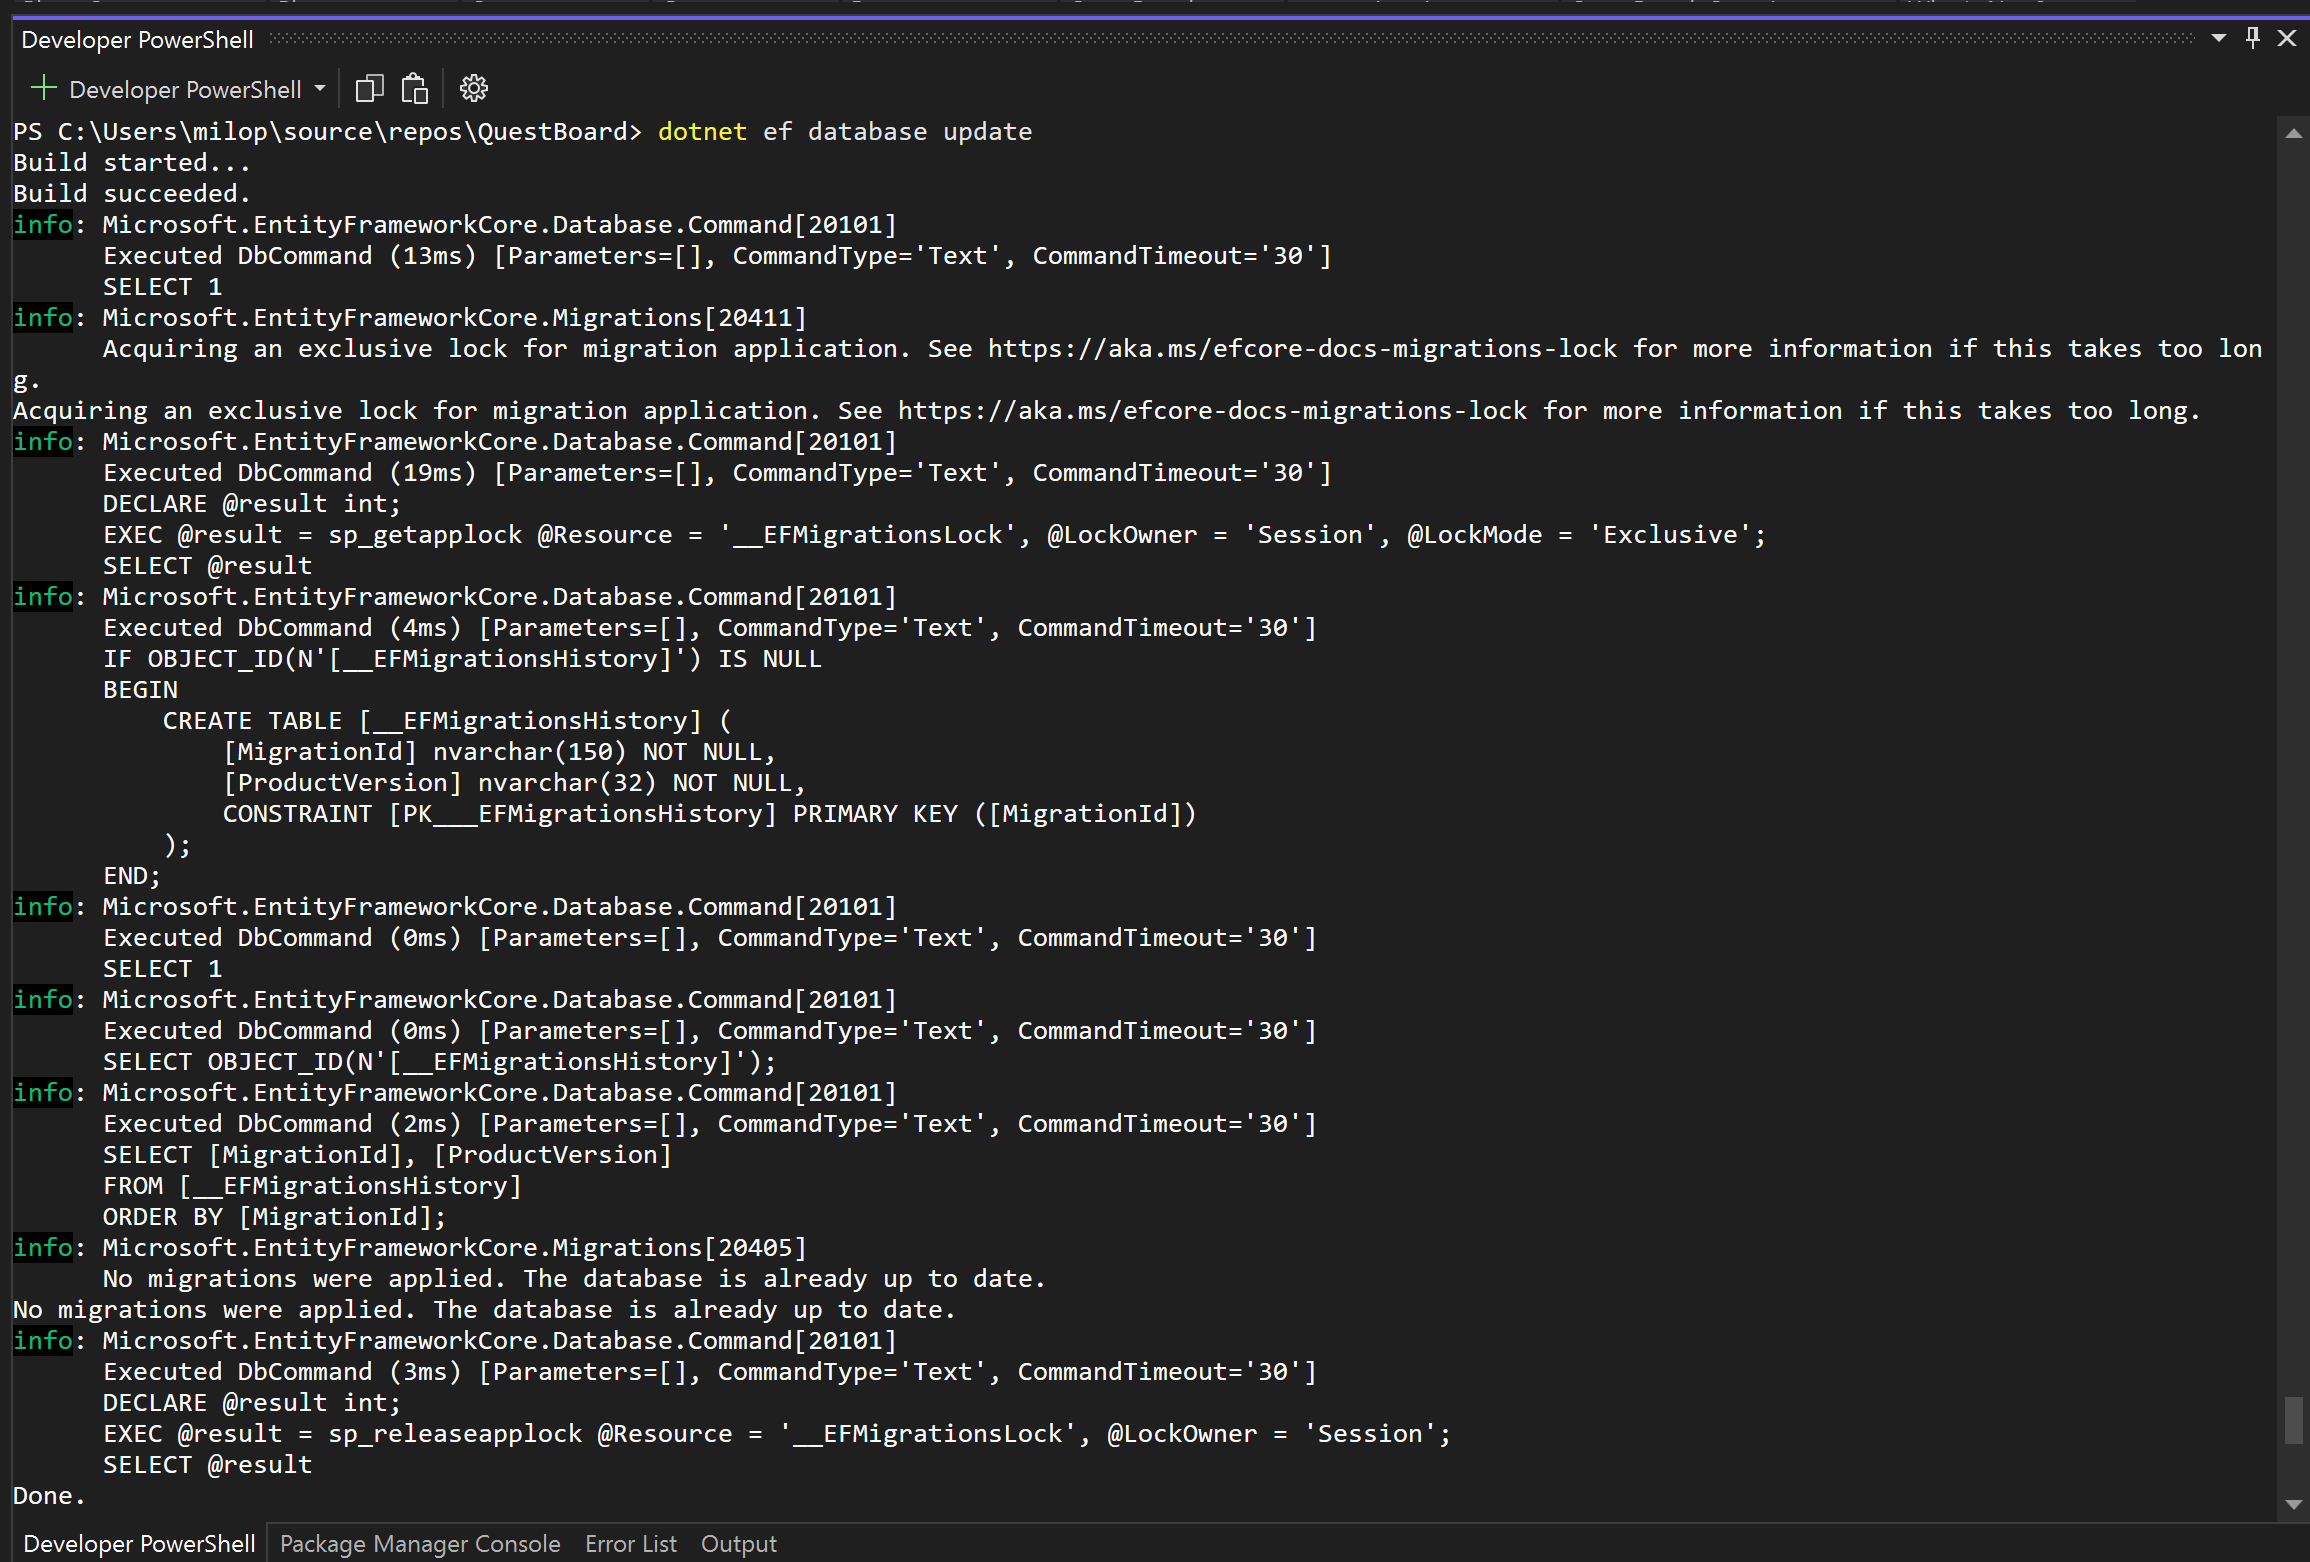 Developer PowerShell
Developer PowerShell
PS C:\Users\milop\source\repos\QuestBoard> dotnet ef database update
Build started...
Build succeeded.
info: Microsoft.EntityFrameworkCore.Database.Command[20101]
      Executed DbCommand (13ms) [Parameters=[], CommandType='Text', CommandTimeout='30']
      SELECT 1
info: Microsoft.EntityFrameworkCore.Migrations[20411]
      Acquiring an exclusive lock for migration application. See https://aka.ms/efcore-docs-migrations-lock for more information if this takes too lon
g.
Acquiring an exclusive lock for migration application. See https://aka.ms/efcore-docs-migrations-lock for more information if this takes too long.
info: Microsoft.EntityFrameworkCore.Database.Command[20101]
      Executed DbCommand (19ms) [Parameters=[], CommandType='Text', CommandTimeout='30']
      DECLARE @result int;
      EXEC @result = sp_getapplock @Resource = '__EFMigrationsLock', @LockOwner = 'Session', @LockMode = 'Exclusive';
      SELECT @result
info: Microsoft.EntityFrameworkCore.Database.Command[20101]
      Executed DbCommand (4ms) [Parameters=[], CommandType='Text', CommandTimeout='30']
      IF OBJECT_ID(N'[__EFMigrationsHistory]') IS NULL
      BEGIN
          CREATE TABLE [__EFMigrationsHistory] (
              [MigrationId] nvarchar(150) NOT NULL,
              [ProductVersion] nvarchar(32) NOT NULL,
              CONSTRAINT [PK___EFMigrationsHistory] PRIMARY KEY ([MigrationId])
          );
      END;
info: Microsoft.EntityFrameworkCore.Database.Command[20101]
      Executed DbCommand (0ms) [Parameters=[], CommandType='Text', CommandTimeout='30']
      SELECT 1
info: Microsoft.EntityFrameworkCore.Database.Command[20101]
      Executed DbCommand (0ms) [Parameters=[], CommandType='Text', CommandTimeout='30']
      SELECT OBJECT_ID(N'[__EFMigrationsHistory]');
info: Microsoft.EntityFrameworkCore.Database.Command[20101]
      Executed DbCommand (2ms) [Parameters=[], CommandType='Text', CommandTimeout='30']
      SELECT [MigrationId], [ProductVersion]
      FROM [__EFMigrationsHistory]
      ORDER BY [MigrationId];
info: Microsoft.EntityFrameworkCore.Migrations[20405]
      No migrations were applied. The database is already up to date.
No migrations were applied. The database is already up to date.
info: Microsoft.EntityFrameworkCore.Database.Command[20101]
      Executed DbCommand (3ms) [Parameters=[], CommandType='Text', CommandTimeout='30']
      DECLARE @result int;
      EXEC @result = sp_releaseapplock @Resource = '__EFMigrationsLock', @LockOwner = 'Session';
      SELECT @result
Done.
Developer PowerShell Package Manager Console Error List Output